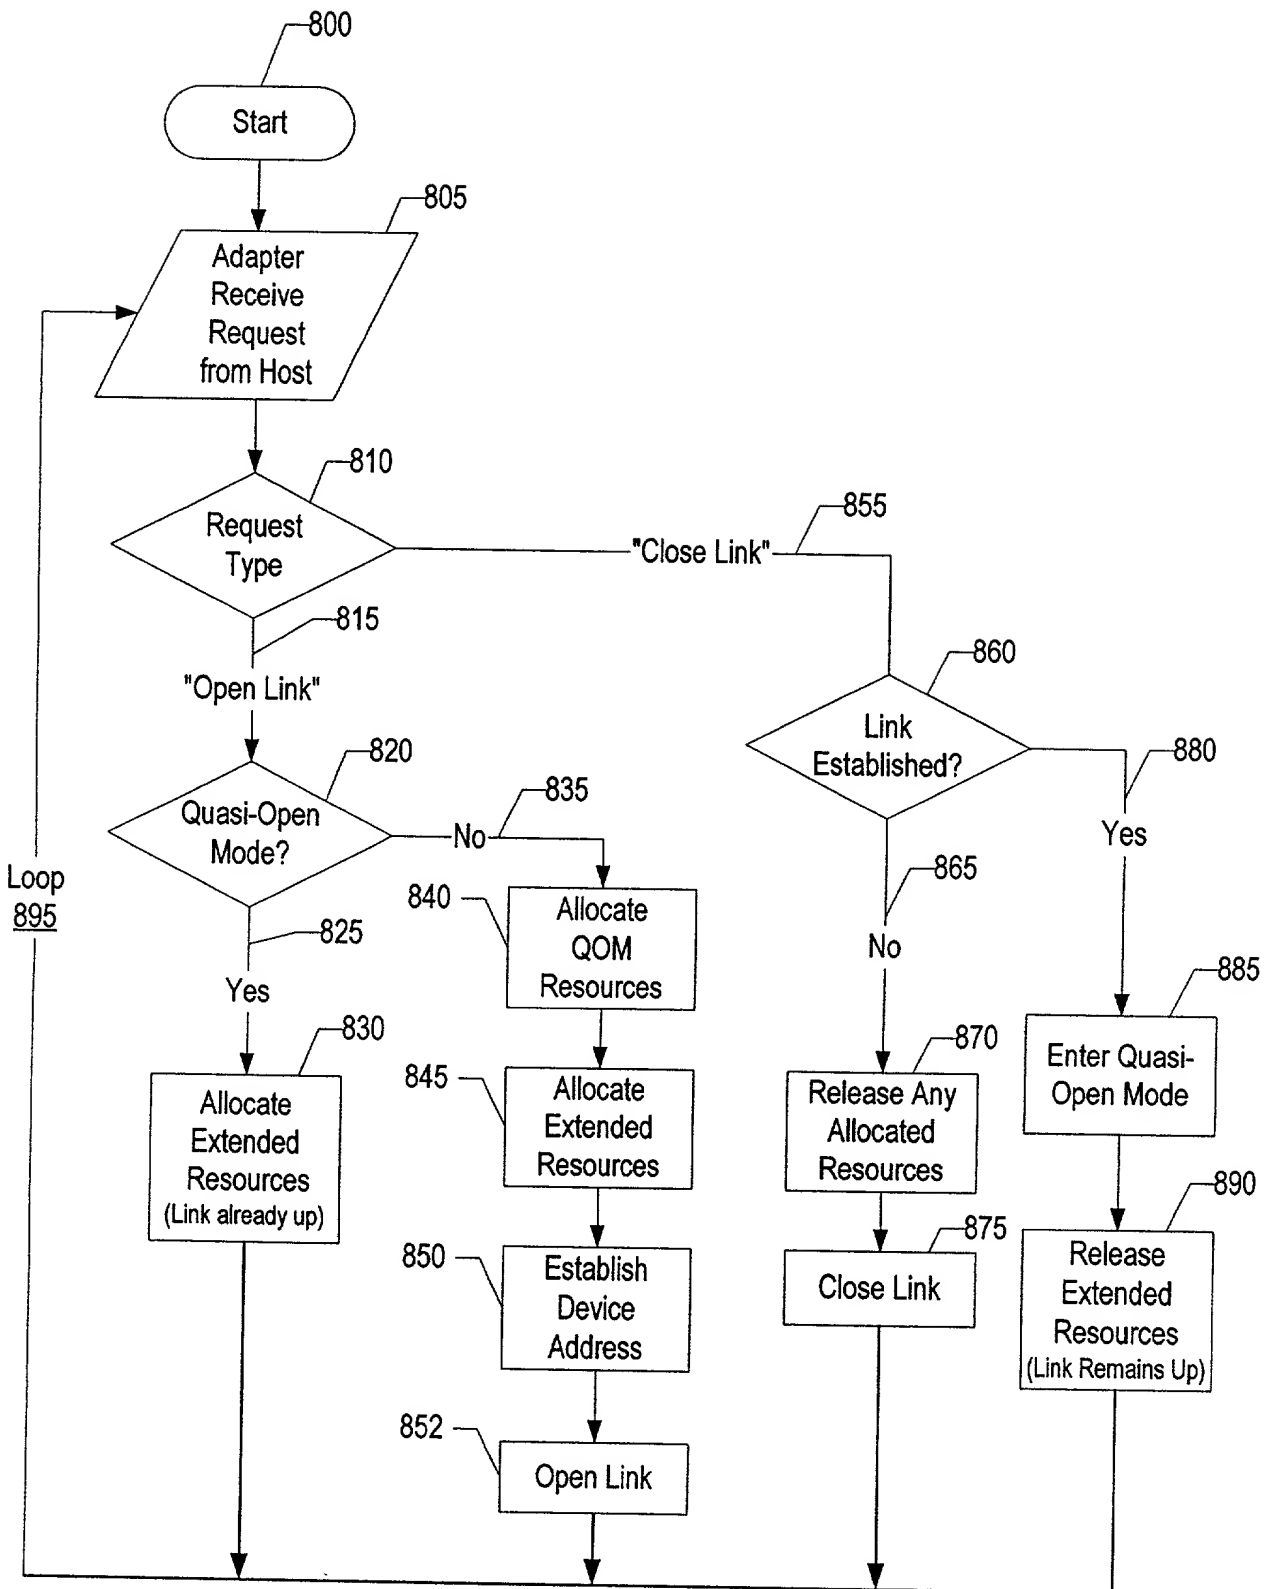 800
Start
805
Adapter
Receive
Request
from Host
810
Request
Type
855
"Close Link"
815
"Open Link"
820
Quasi-Open
Mode?
835
No
860
Link
Established?
880
Yes
Loop
895
825
Yes
830
Allocate
Extended
Resources
(Link already up)
840
Allocate
QOM
Resources
845
Allocate
Extended
Resources
850
Establish
Device
Address
852
Open Link
865
No
870
Release Any
Allocated
Resources
875
Close Link
885
Enter Quasi-
Open Mode
890
Release
Extended
Resources
(Link Remains Up)